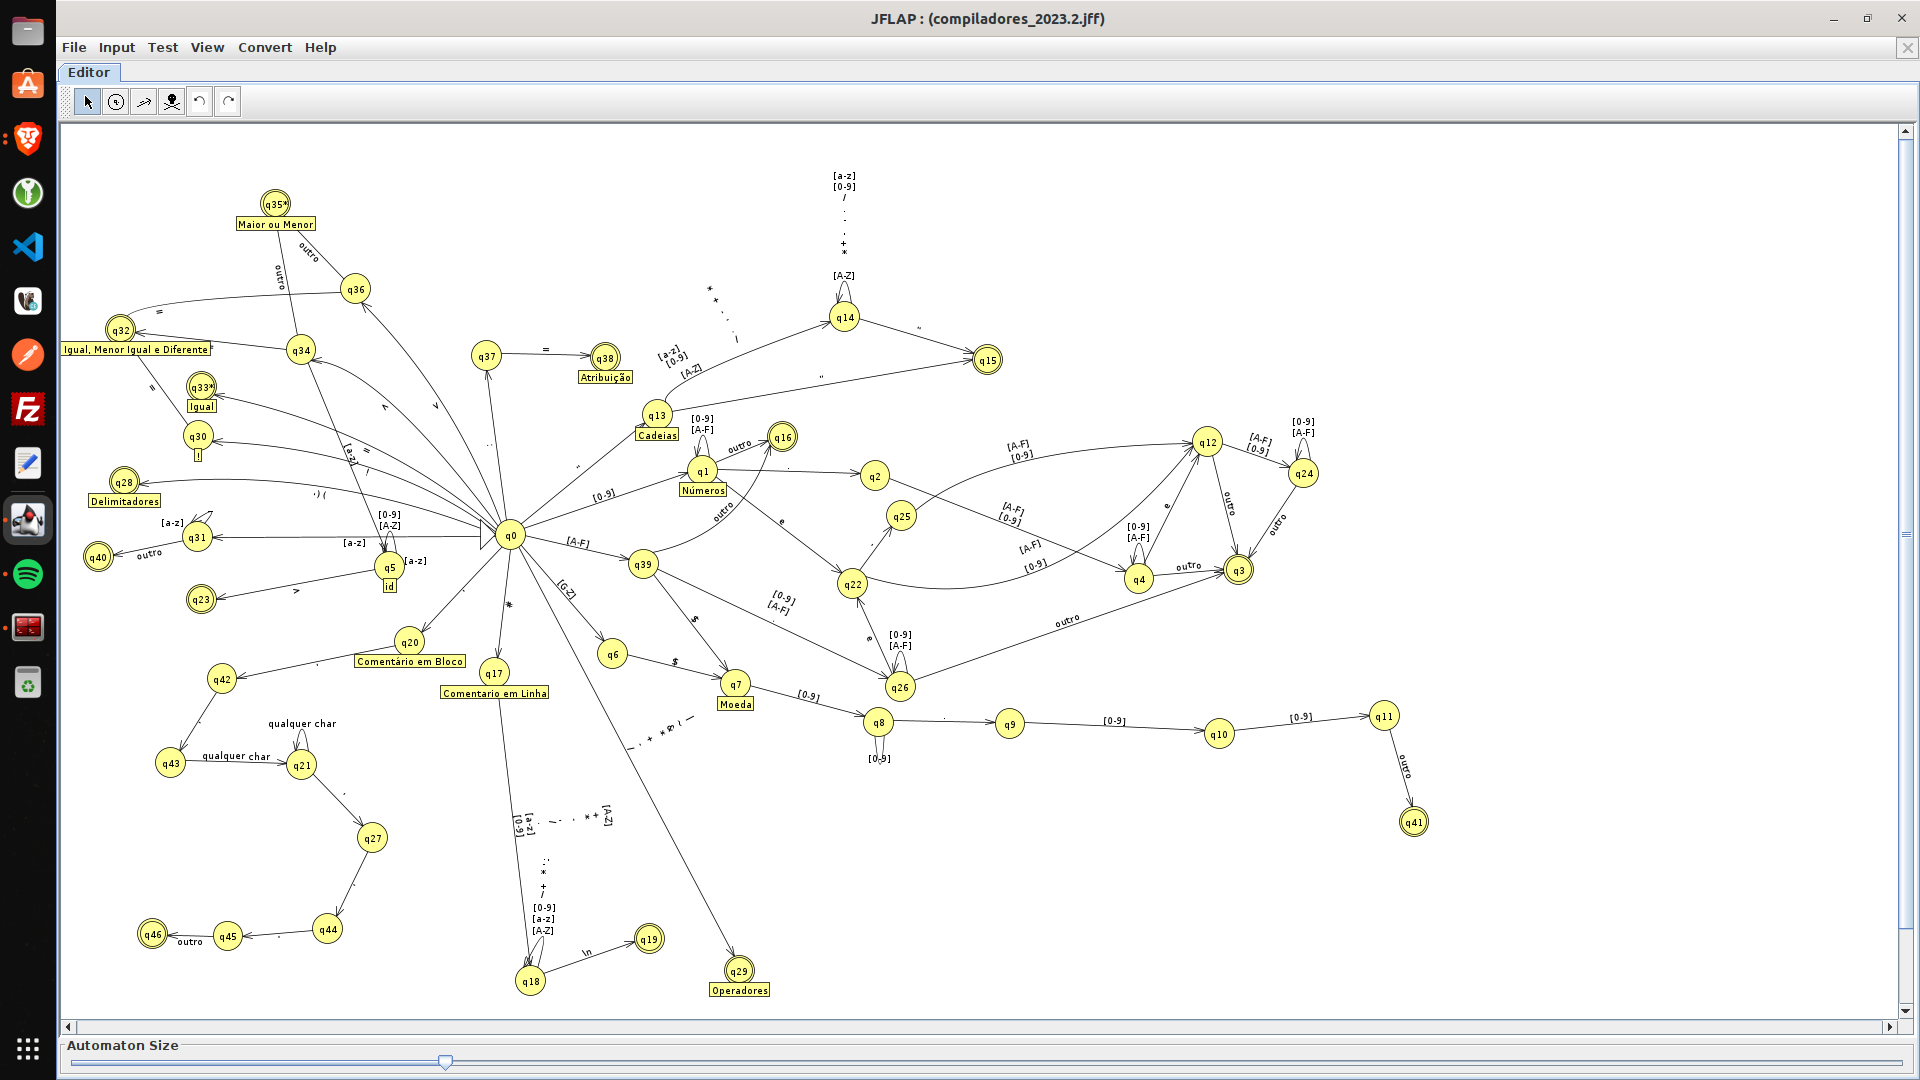 JFLAP : (compiladores_2023.2.jff)
File Input Test View Convert Help
Editor
[a-z]
[0-9]
/
+
*
[A-Z]
q35*
Maior ou Menor
outro
outro
q36
=
q32
Igual, Menor Igual e Diferente
q34
q14
"
q37
=
q38
Atribuição
[a-z]
[0-9]
[A-Z]
* +
/
q15
"
q33*
Igual
=
q30
!
<
>
[a-z]
=
!
q13
Cadeias
"
[0-9]
[A-F]
outro
q16
q1
Números
q2
[0-9]
outro
e
q28
Delimitadores
) (
[a-z]
q31
outro
q40
[a-z]
[0-9]
[A-Z]
q5
[a-z]
id
>
q23
q0
[A-F]
q39
[A-F]
[0-9]
q12
[A-F]
[0-9]
[0-9]
[A-F]
q24
q25
[A-F]
[0-9]
[A-F]
[0-9]
e
outro
outro
[0-9]
[A-F]
q4
outro
q3
q22
[0-9]
[A-F]
e
[0-9]
[A-F]
outro
q26
[G-Z]
*
$
q20
Comentário em Bloco
q42
q17
Comentario em Linha
q6
$
q7
Moeda
[0-9]
q8
[0-9]
q9
[0-9]
q10
[0-9]
q11
outro
q41
q43
qualquer char
qualquer char
q21
q27
q44
q45
outro
q46
[0-9]
[a-z]
/
* +
[A-Z]
*
+
/
[0-9]
[a-z]
[A-Z]
q18
\n
q19
q29
Operadores
Automaton Size